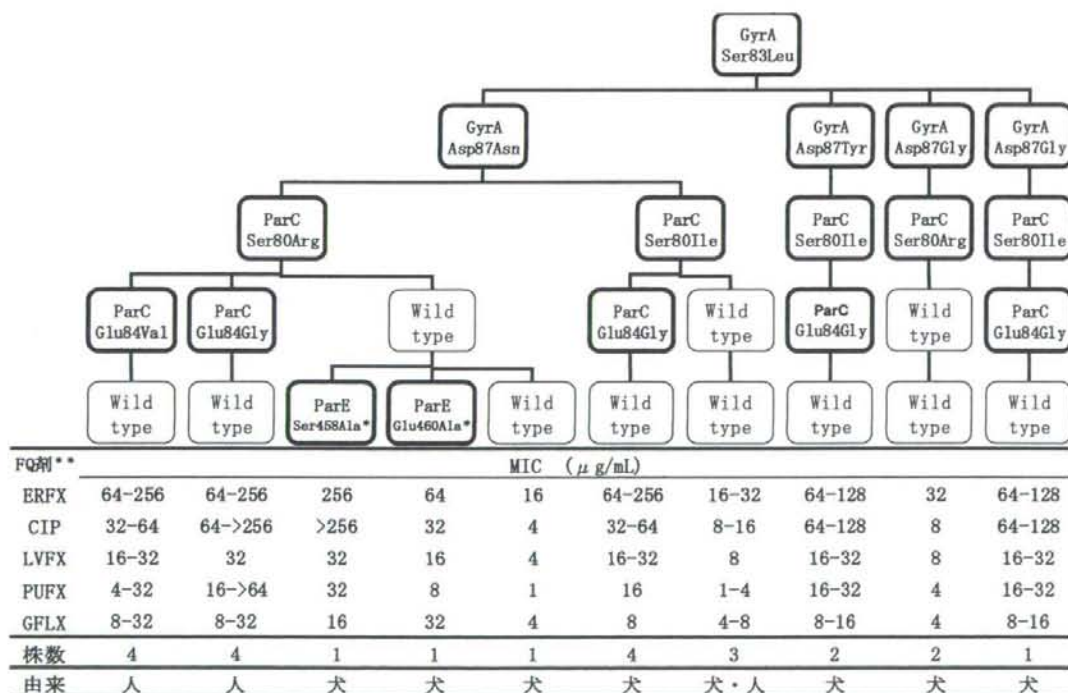 GyrA
Ser83Leu
GyrA
Asp87Asn
GyrA
Asp87Tyr
GyrA
Asp87Gly
GyrA
Asp87Gly
ParC
Ser80Arg
ParC
Ser80Ile
ParC
Ser80Ile
ParC
Ser80Arg
ParC
Ser80Ile
ParC
Glu84Val
ParC
Glu84Gly
Wild
type
ParC
Glu84Gly
Wild
type
ParC
Glu84Gly
Wild
type
ParC
Glu84Gly
Wild
type
Wild
type
ParE
Ser458Ala*
ParE
Glu460Ala*
Wild
type
Wild
type
Wild
type
Wild
type
Wild
type
Wild
type
FQ剤** MIC (μg/mL)
ERFX 64-256 64-256 256 64 16 64-256 16-32 64-128 32 64-128
CIP 32-64 64->256 >256 32 4 32-64 8-16 64-128 8 64-128
LVFX 16-32 32 32 16 4 16-32 8 16-32 8 16-32
PUFX 4-32 16->64 32 8 1 16 1-4 16-32 4 16-32
GFLX 8-32 8-32 16 32 4 8 4-8 8-16 4 8-16
株数 4 4 1 1 1 4 3 2 2 1
由来 人 人 犬 犬 犬 犬 犬・人 犬 犬 犬